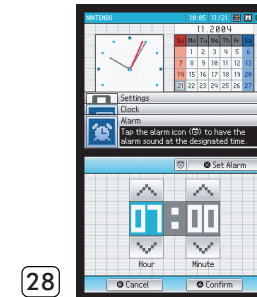 NINTENDO 10:05 11/21
11.2004
Su Mo Tu We Th Fr Sa
1 2 3 4 5 6
7 8 9 10 11 12 13
14 15 16 17 18 19 20
21 22 23 24 25 26 27
Settings
Clock
Alarm
Tap the alarm icon (⏰) to have the
alarm sound at the designated time.
Set Alarm
07:00
Hour Minute
Cancel Confirm
28